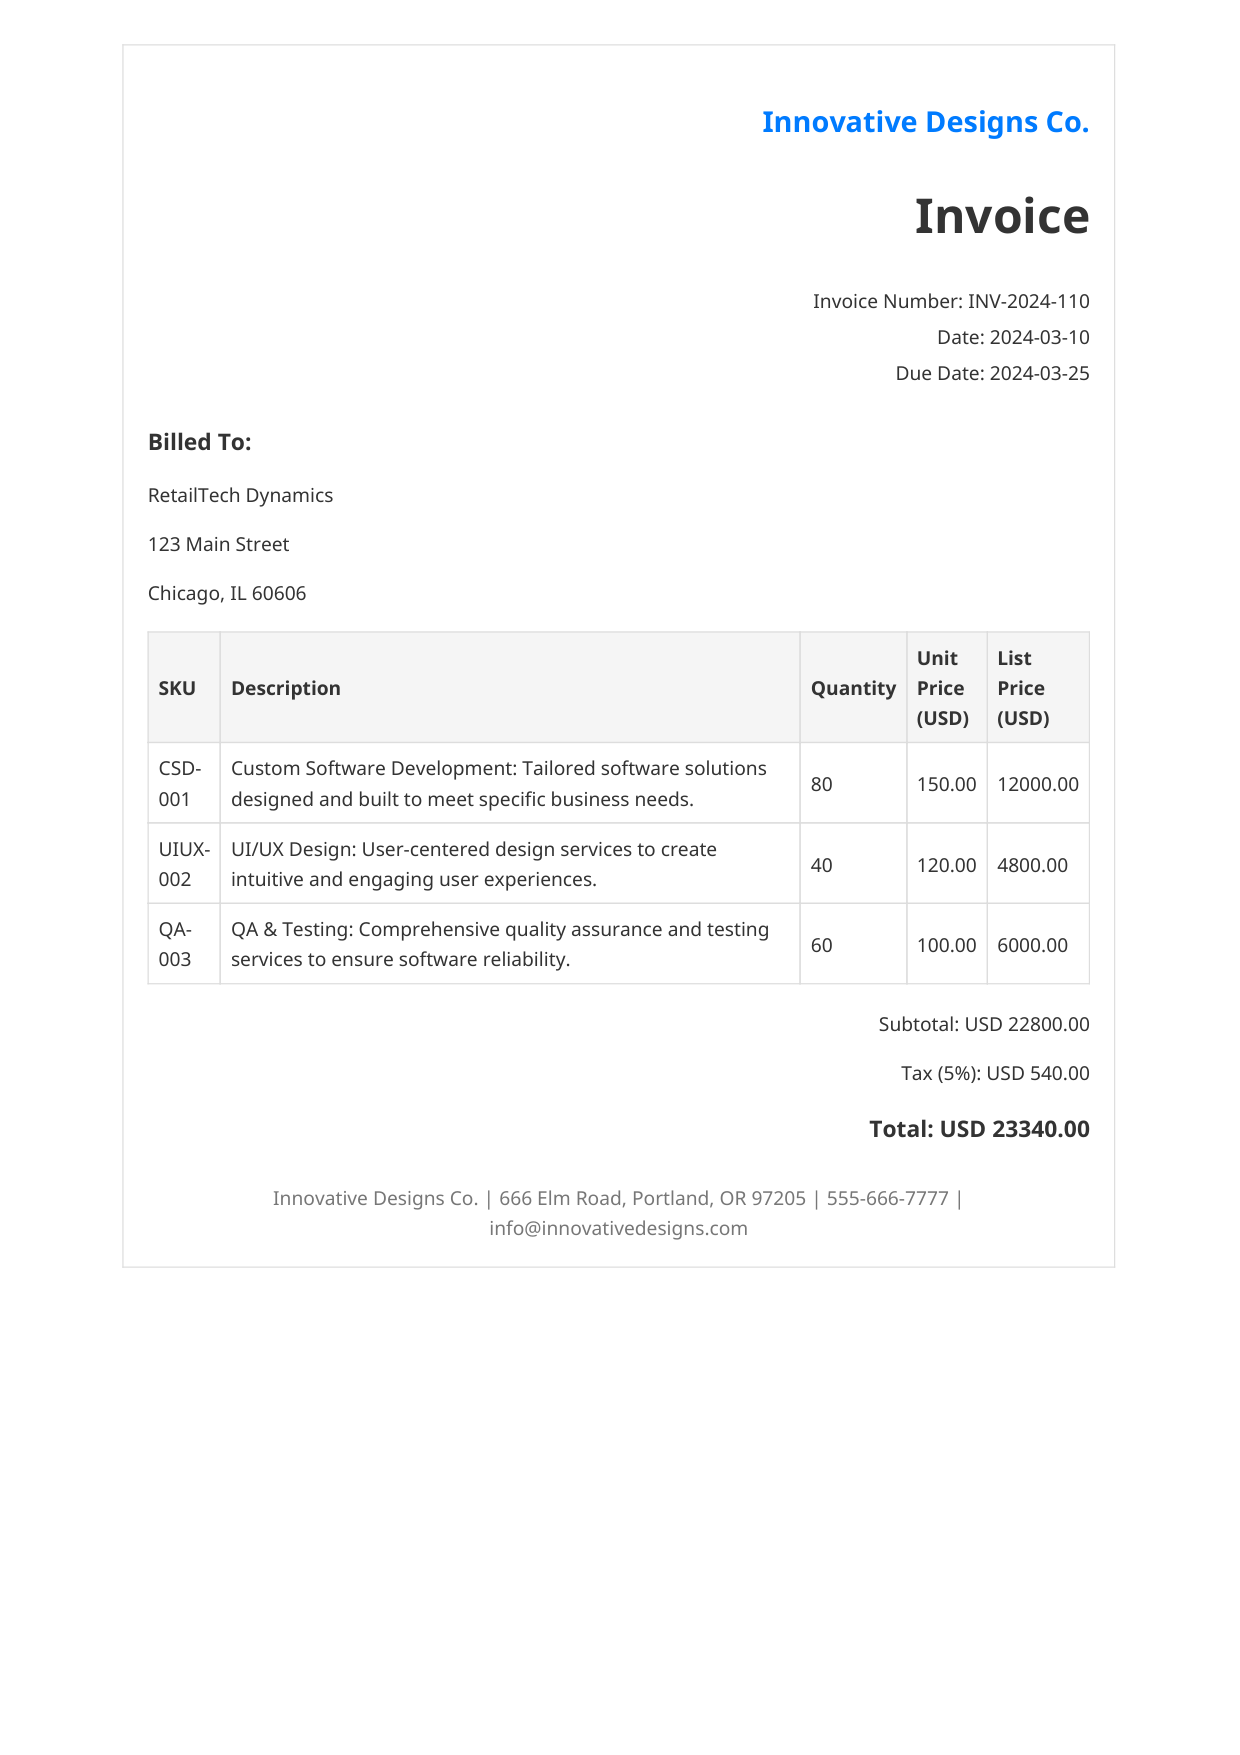 Innovative Designs Co.
Invoice
Invoice Number: INV-2024-110
Date: 2024-03-10
Due Date: 2024-03-25
Billed To:
RetailTech Dynamics
123 Main Street
Chicago, IL 60606
SKU Description Quantity Unit Price (USD) List Price (USD)
CSD-001 Custom Software Development: Tailored software solutions designed and built to meet specific business needs. 80 150.00 12000.00
UIUX-002 UI/UX Design: User-centered design services to create intuitive and engaging user experiences. 40 120.00 4800.00
QA-003 QA & Testing: Comprehensive quality assurance and testing services to ensure software reliability. 60 100.00 6000.00
Subtotal: USD 22800.00
Tax (5%): USD 540.00
Total: USD 23340.00
Innovative Designs Co. | 666 Elm Road, Portland, OR 97205 | 555-666-7777 |
info@innovativedesigns.com